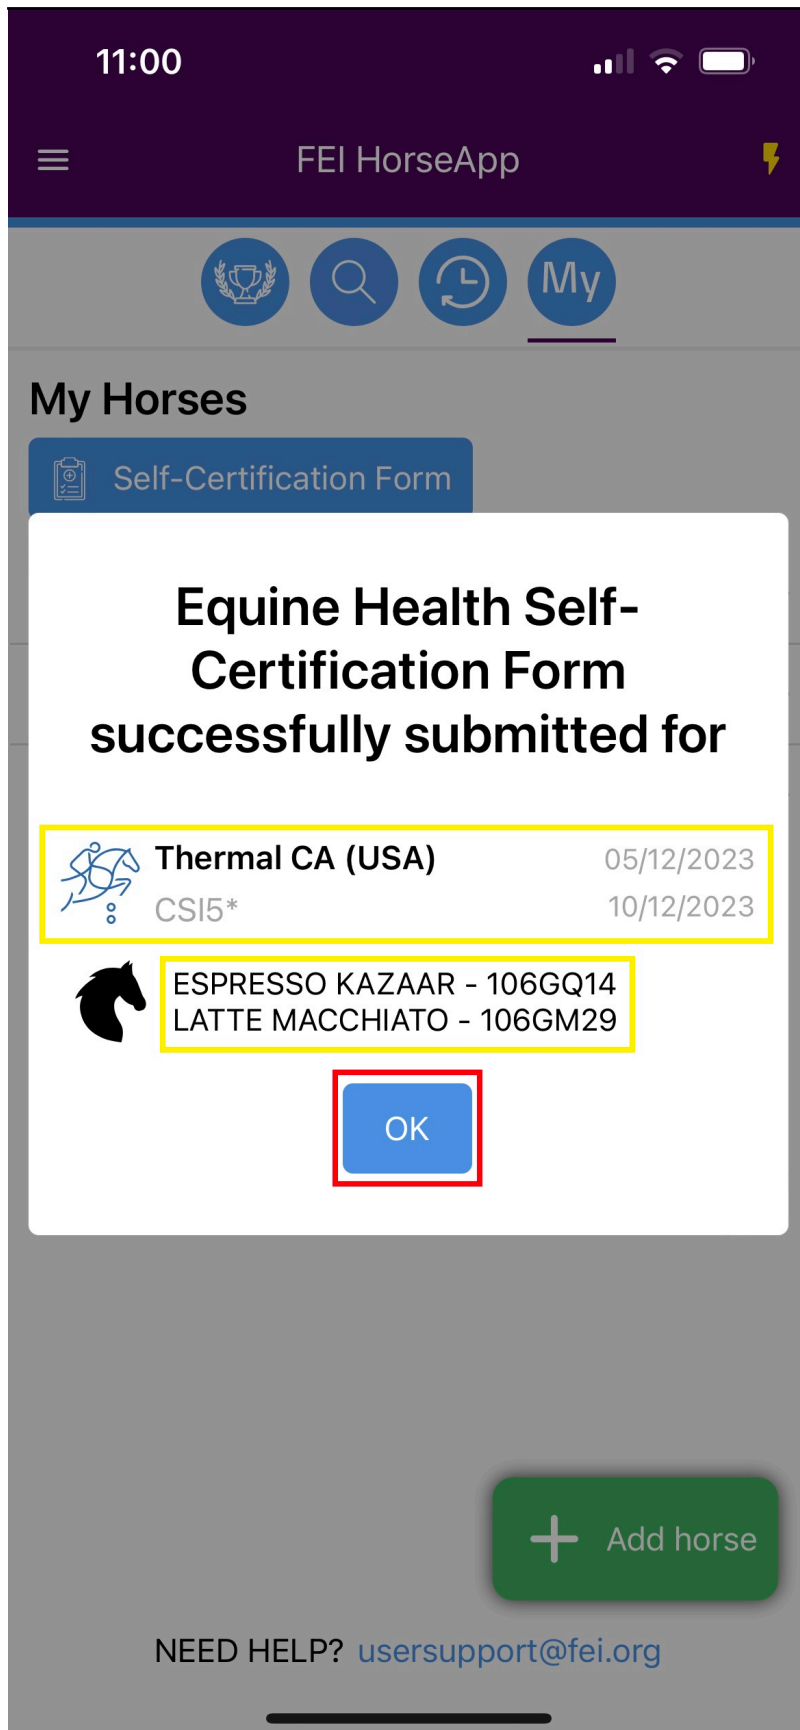 11:00
FEI HorseApp
My
My Horses
Self-Certification Form
Equine Health Self-
Certification Form
successfully submitted for
Thermal CA (USA) 05/12/2023
CSI5* 10/12/2023
ESPRESSO KAZAAR - 106GQ14
LATTE MACCHIATO - 106GM29
OK
Add horse
NEED HELP? usersupport@fei.org